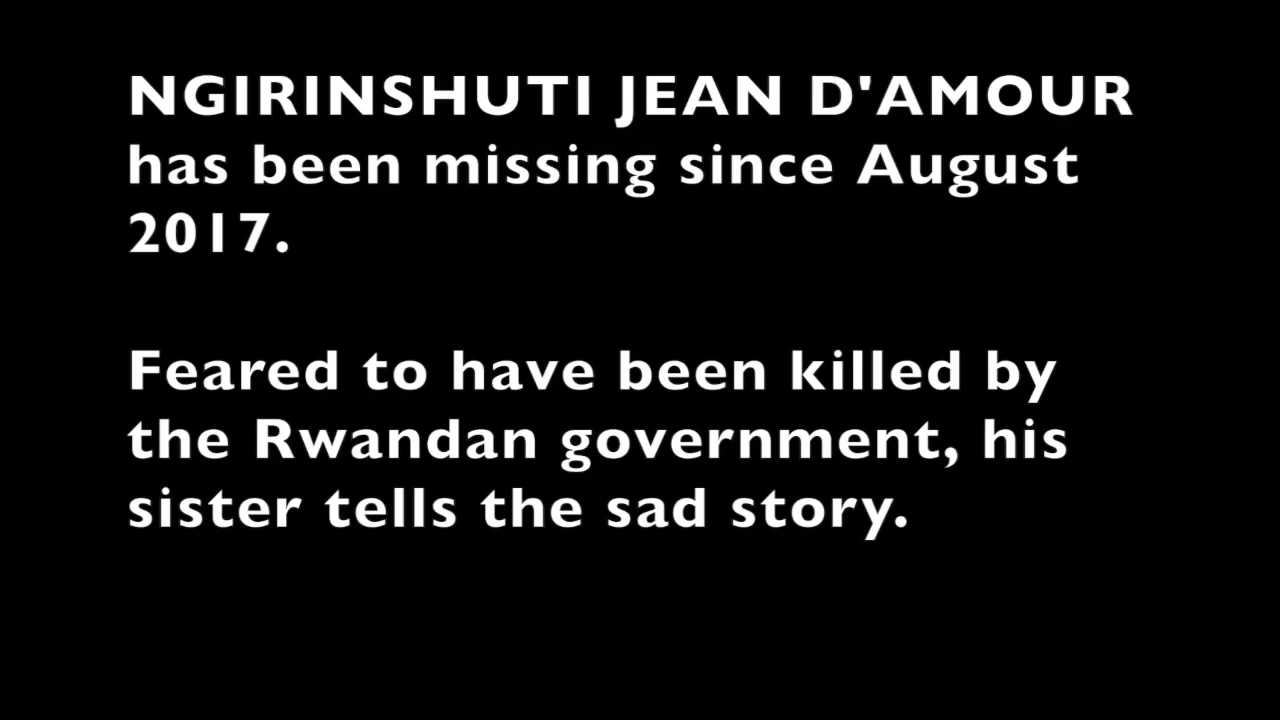 NGIRINSHUTI JEAN D'AMOUR
has been missing since August
2017.
Feared to have been killed by
the Rwandan government, his
sister tells the sad story.